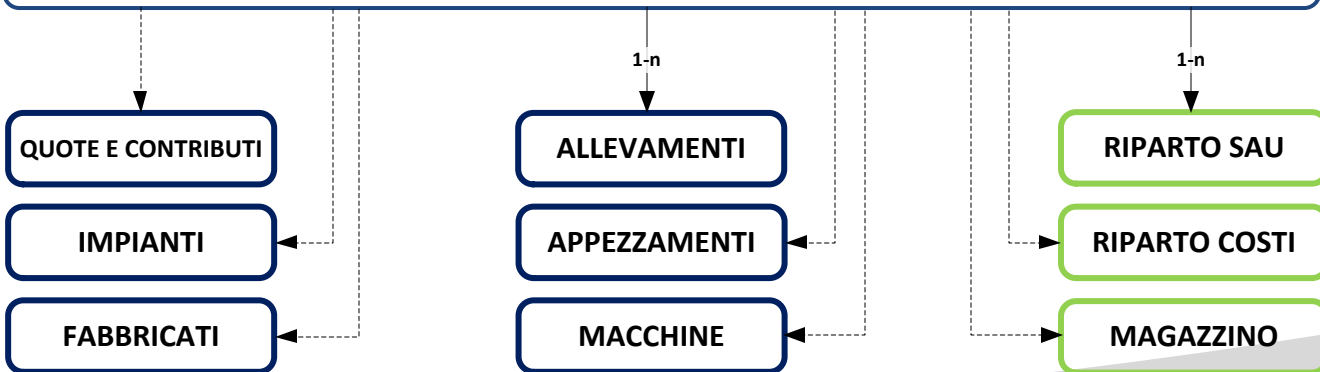 1-n
1-n
QUOTE E CONTRIBUTI
ALLEVAMENTI
RIPARTO SAU
IMPIANTI
APPEZZAMENTI
RIPARTO COSTI
FABBRICATI
MACCHINE
MAGAZZINO